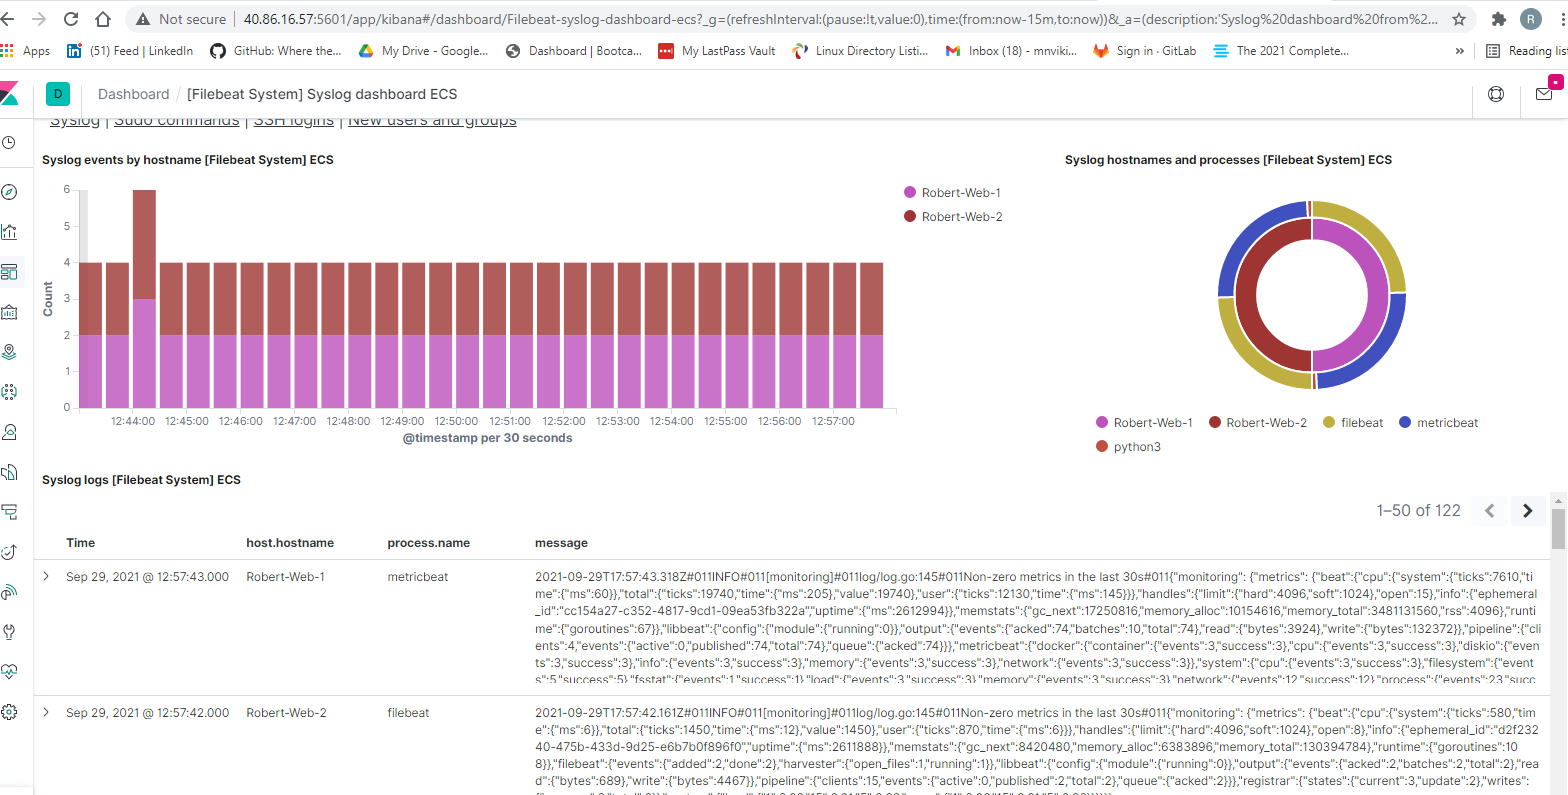 Not secure | 40.86.16.57:5601/app/kibana#/dashboard/Filebeat-syslog-dashboard-ecs?_g=(refreshInterval:(pause:!t,value:0),time:(from:now-15m,to:now))&_a=(description:'Syslog%20dashboard%20from%2...
R
Apps (51) Feed | LinkedIn GitHub: Where the... My Drive - Google... Dashboard | Bootca... My LastPass Vault Linux Directory Listi... Inbox (18) - mnviki... Sign in · GitLab The 2021 Complete... » Reading list
D Dashboard / [Filebeat System] Syslog dashboard ECS
Syslog | Sudo commands | SSH logins | New users and groups
Syslog events by hostname [Filebeat System] ECS
6
5
4
3
2
1
0
Count
12:44:00 12:45:00 12:46:00 12:47:00 12:48:00 12:49:00 12:50:00 12:51:00 12:52:00 12:53:00 12:54:00 12:55:00 12:56:00 12:57:00
@timestamp per 30 seconds
Robert-Web-1
Robert-Web-2
Syslog hostnames and processes [Filebeat System] ECS
Robert-Web-1 Robert-Web-2 filebeat metricbeat
python3
Syslog logs [Filebeat System] ECS
1–50 of 122
Time host.hostname process.name message
Sep 29, 2021 @ 12:57:43.000 Robert-Web-1 metricbeat 2021-09-29T17:57:43.318Z#011INFO#011[monitoring]#011log/log.go:145#011Non-zero metrics in the last 30s#011{"monitoring": {"metrics": {"beat":{"cpu":{"system":{"ticks":7610,"tim
e":{"ms":60}},"total":{"ticks":19740,"time":{"ms":205},"value":19740},"user":{"ticks":12130,"time":{"ms":145}}},"handles":{"limit":{"hard":4096,"soft":1024},"open":15},"info":{"ephemeral
_id":"cc154a27-c352-4817-9cd1-09ea53fb322a","uptime":{"ms":2612994}},"memstats":{"gc_next":17250816,"memory_alloc":10154616,"memory_total":3481131560,"rss":4096},"runti
me":{"goroutines":67}},"libbeat":{"config":{"module":{"running":0}},"output":{"events":{"acked":74,"batches":10,"total":74},"read":{"bytes":3924},"write":{"bytes":132372}},"pipeline":{"cli
ents":4,"events":{"active":0,"published":74,"total":74},"queue":{"acked":74}}},"metricbeat":{"docker":{"container":{"events":3,"success":3},"cpu":{"events":3,"success":3},"diskio":{"even
ts":3,"success":3},"info":{"events":3,"success":3},"memory":{"events":3,"success":3},"network":{"events":3,"success":3}},"system":{"cpu":{"events":3,"success":3},"filesystem":{"event
s":5,"success":5},"fsstat":{"events":1,"success":1},"load":{"events":3,"success":3},"memory":{"events":3,"success":3},"network":{"events":12,"success":12},"process":{"events":23,"succ
Sep 29, 2021 @ 12:57:42.000 Robert-Web-2 filebeat 2021-09-29T17:57:42.161Z#011INFO#011[monitoring]#011log/log.go:145#011Non-zero metrics in the last 30s#011{"monitoring": {"metrics": {"beat":{"cpu":{"system":{"ticks":580,"tim
e":{"ms":6}},"total":{"ticks":1450,"time":{"ms":12},"value":1450},"user":{"ticks":870,"time":{"ms":6}}},"handles":{"limit":{"hard":4096,"soft":1024},"open":8},"info":{"ephemeral_id":"d2f232
40-475b-433d-9d25-e6b7b0f896f0","uptime":{"ms":2611888}},"memstats":{"gc_next":8420480,"memory_alloc":6383896,"memory_total":130394784},"runtime":{"goroutines":10
8}},"filebeat":{"events":{"added":2,"done":2},"harvester":{"open_files":1,"running":1}},"libbeat":{"config":{"module":{"running":0}},"output":{"events":{"acked":2,"batches":2,"total":2},"rea
d":{"bytes":689},"write":{"bytes":4467}},"pipeline":{"clients":15,"events":{"active":0,"published":2,"total":2},"queue":{"acked":2}}},"registrar":{"states":{"current":3,"update":2},"writes